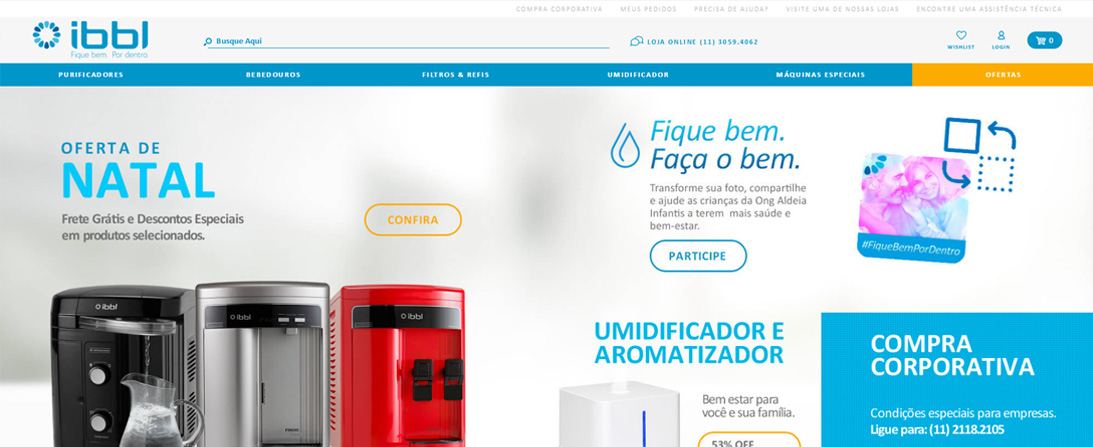 COMPRA CORPORATIVA MEUS PEDIDOS PRECISA DE AJUDA? VISITE UMA DE NOSSAS LOJAS ENCONTRE UMA ASSISTÊNCIA TÉCNICA
ibbl
Fique bem. Por dentro
Busque Aqui
LOJA ONLINE (11) 3059.4062
WISHLIST
LOGIN
0
PURIFICADORES BEBEDOUROS FILTROS & REFIS UMIDIFICADOR MÁQUINAS ESPECIAIS OFERTAS
OFERTA DE
NATAL
Frete Grátis e Descontos Especiais
em produtos selecionados.
CONFIRA
Fique bem.
Faça o bem.
Transforme sua foto, compartilhe
e ajude as crianças da Ong Aldeia
Infantis a terem mais saúde e
bem-estar.
PARTICIPE
#FiqueBemPorDentro
ibbl
ibbl
ibbl
UMIDIFICADOR E
AROMATIZADOR
Bem estar para
você e sua família.
53% OFF
COMPRA
CORPORATIVA
Condições especiais para empresas.
Ligue para: (11) 2118.2105